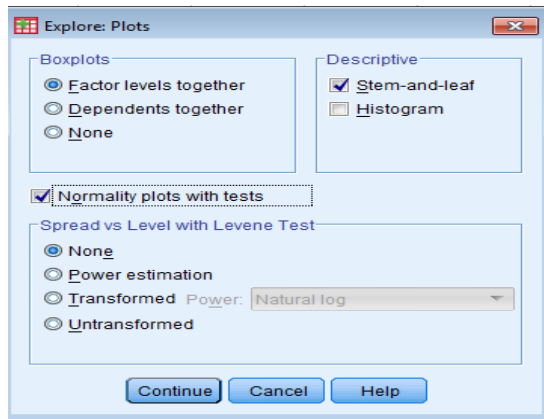 Explore: Plots
Boxplots
Factor levels together
Dependents together
None
Descriptive
Stem-and-leaf
Histogram
Normality plots with tests
Spread vs Level with Levene Test
None
Power estimation
Transformed Power: Natural log
Untransformed
Continue Cancel Help